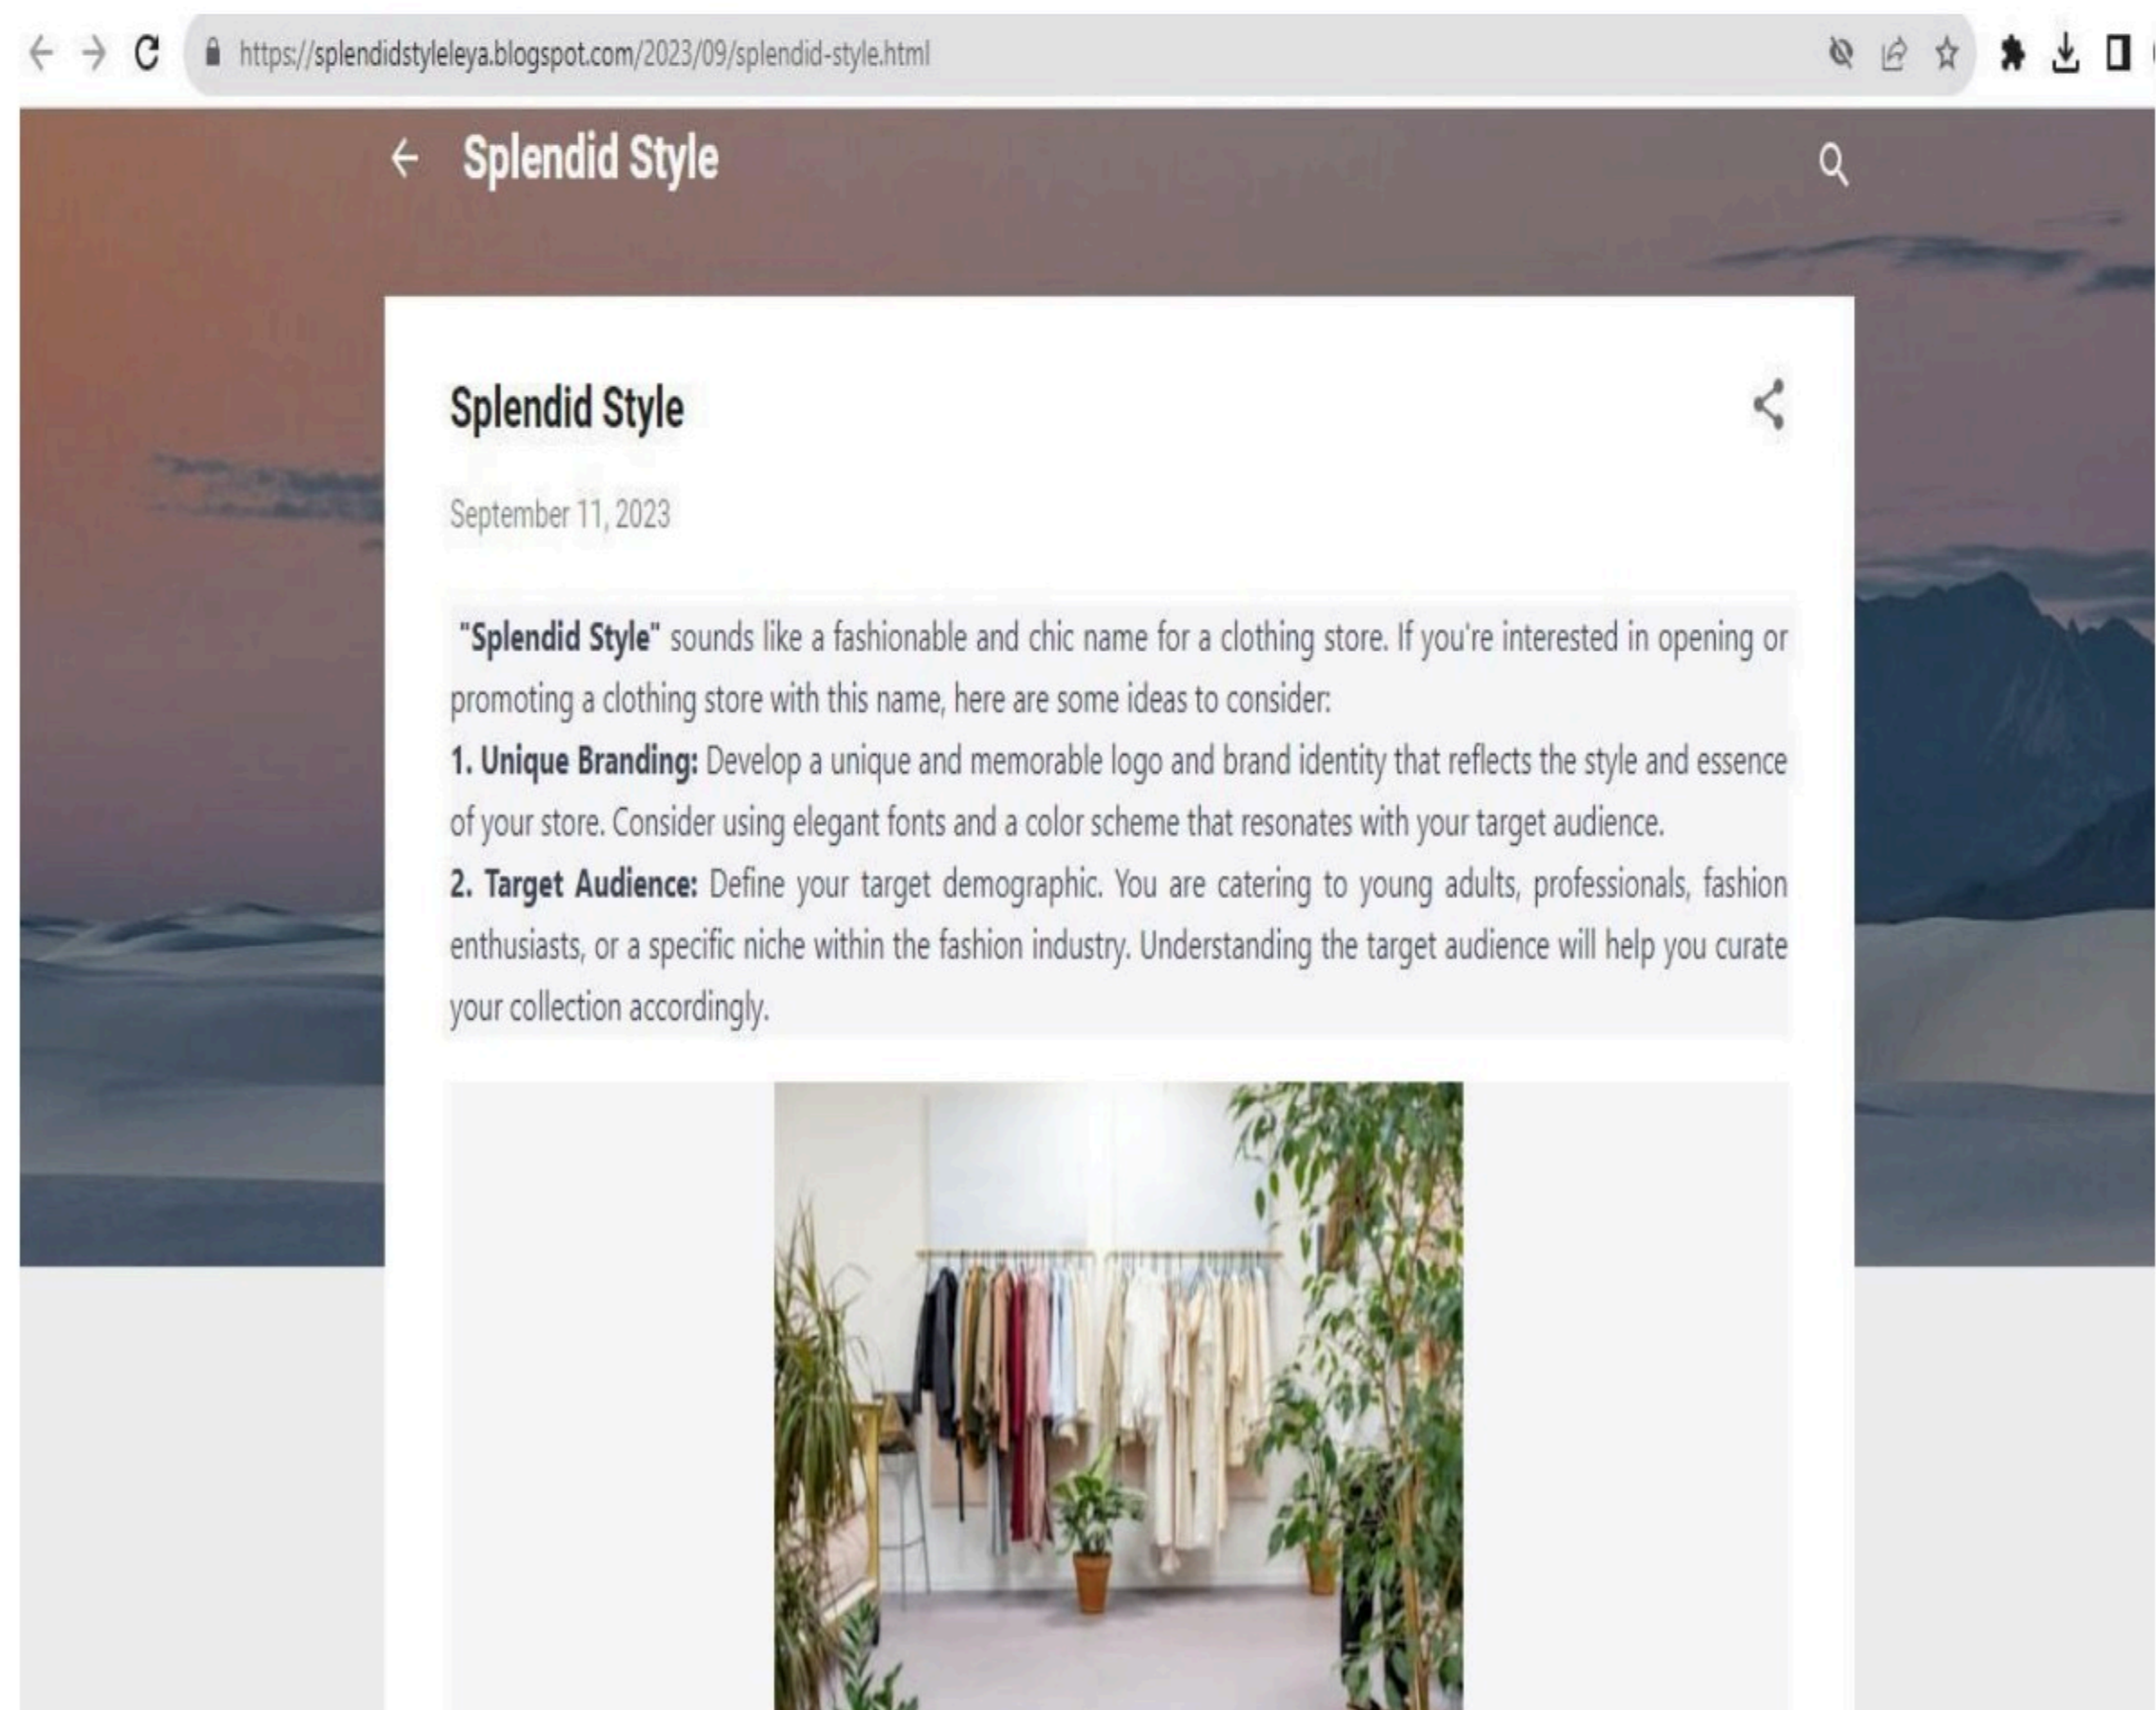 https://splendidstyleleya.blogspot.com/2023/09/splendid-style.html
Splendid Style
Splendid Style
September 11, 2023
"Splendid Style" sounds like a fashionable and chic name for a clothing store. If you're interested in opening or
promoting a clothing store with this name, here are some ideas to consider:
1. Unique Branding: Develop a unique and memorable logo and brand identity that reflects the style and essence
of your store. Consider using elegant fonts and a color scheme that resonates with your target audience.
2. Target Audience: Define your target demographic. You are catering to young adults, professionals, fashion
enthusiasts, or a specific niche within the fashion industry. Understanding the target audience will help you curate
your collection accordingly.